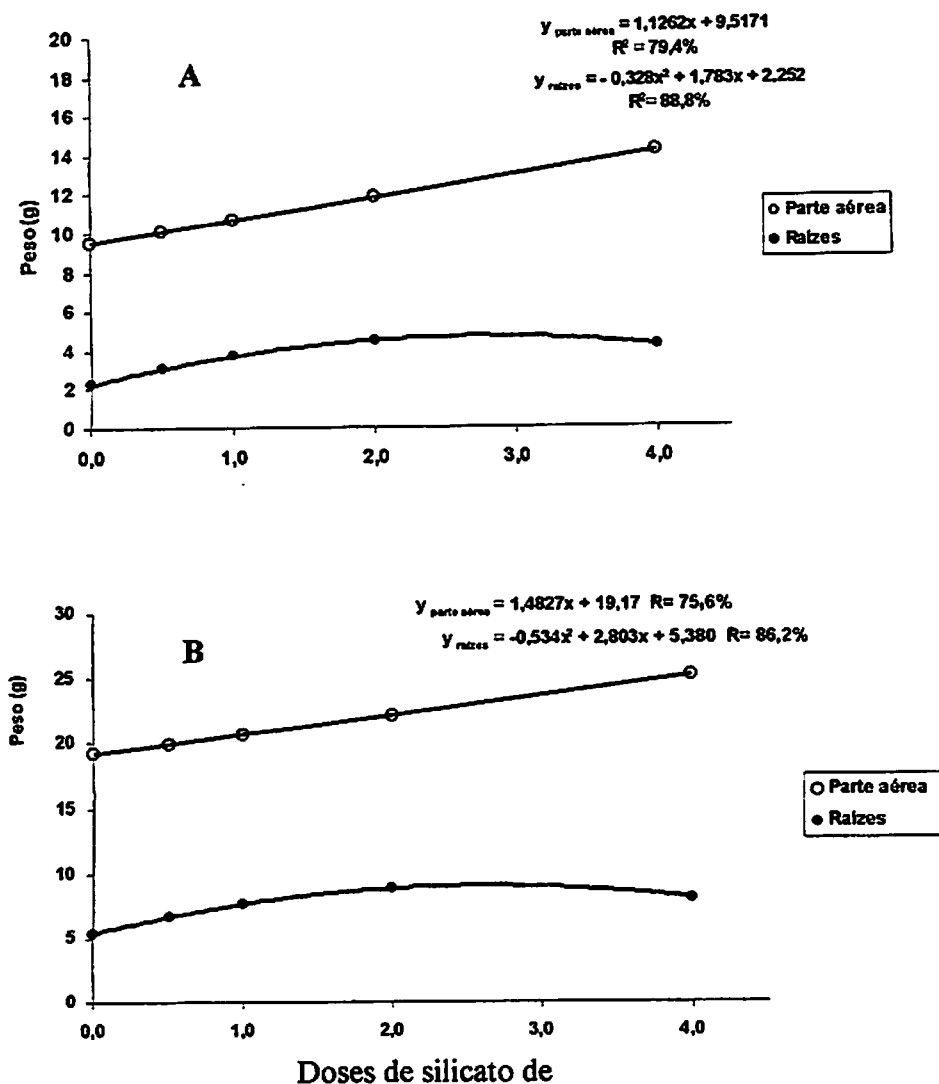 y parte aérea = 1,1262x + 9,5171
R² = 79,4%
y raizes = - 0,328x² + 1,783x + 2,252
R²= 88,8%
A
20
18
16
14
12
10
8
6
4
2
0
Peso (g)
0,0 1,0 2,0 3,0 4,0
Parte aérea
Raizes
y parte aérea = 1,4827x + 19,17 R= 75,6%
y raizes = -0,534x² + 2,803x + 5,380 R= 86,2%
B
30
25
20
15
10
5
0
Peso (g)
0,0 1,0 2,0 3,0 4,0
Parte aérea
Raizes
Doses de silicato de